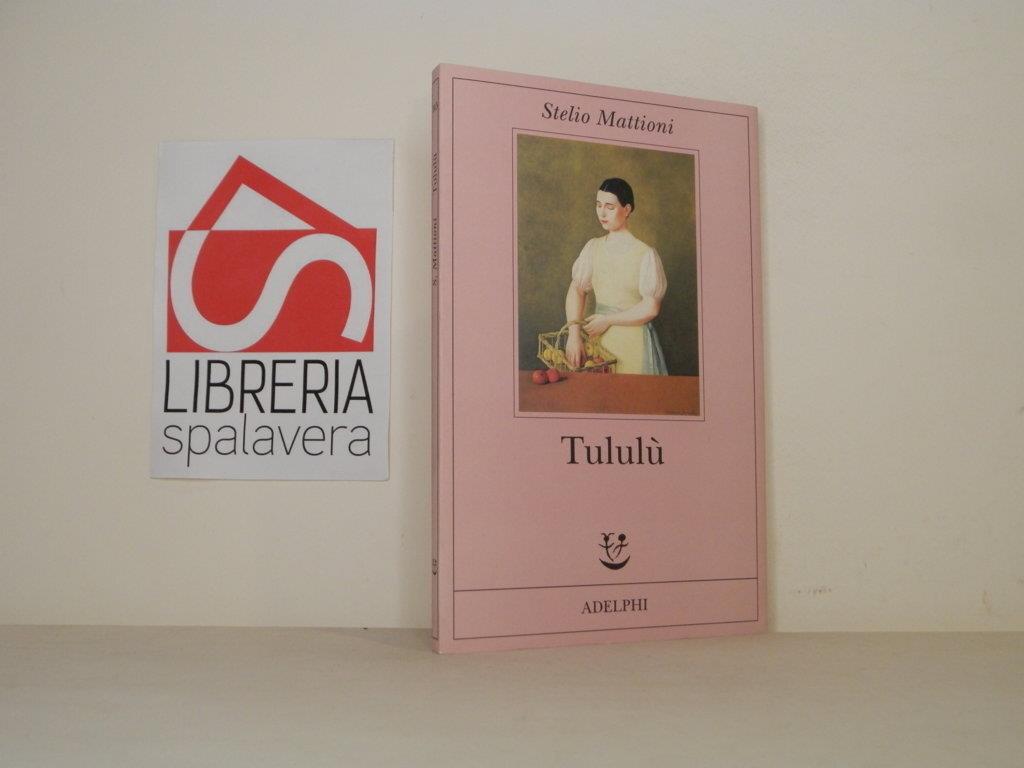 LIBRERIA
spalavera
S. Mattioni Tululù
Stelio Mattioni
Tululù
ADELPHI